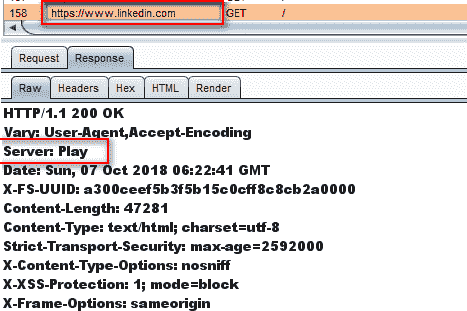 158 https://www.linkedin.com GET /
Request Response
Raw Headers Hex HTML Render
HTTP/1.1 200 OK
Vary: User-Agent,Accept-Encoding
Server: Play
Date: Sun, 07 Oct 2018 06:22:41 GMT
X-FS-UUID: a300ceef5b3f5b15c0cff8c8cb2a0000
Content-Length: 47281
Content-Type: text/html; charset=utf-8
Strict-Transport-Security: max-age=2592000
X-Content-Type-Options: nosniff
X-XSS-Protection: 1; mode=block
X-Frame-Options: sameorigin